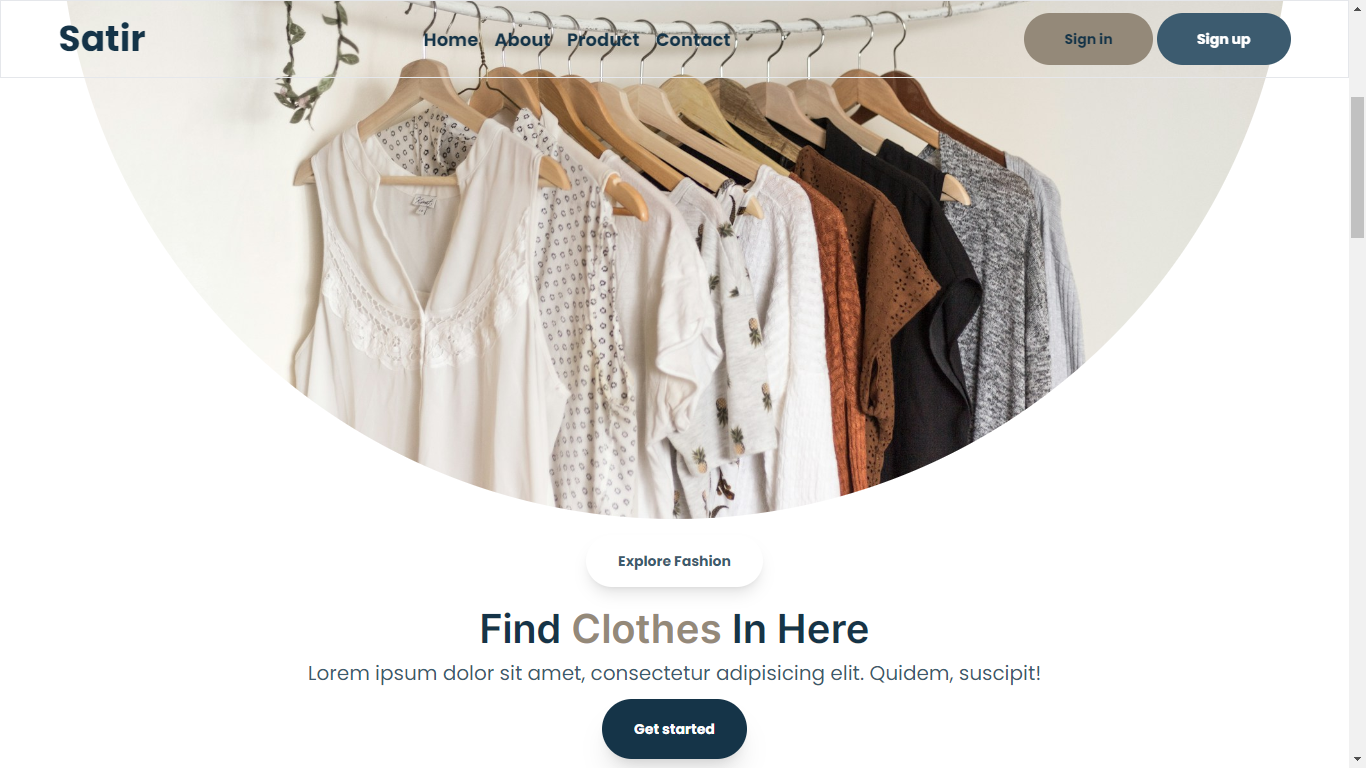 Satir
Home About Product Contact
Sign in
Sign up
Explore Fashion
Find Clothes In Here
Lorem ipsum dolor sit amet, consectetur adipisicing elit. Quidem, suscipit!
Get started